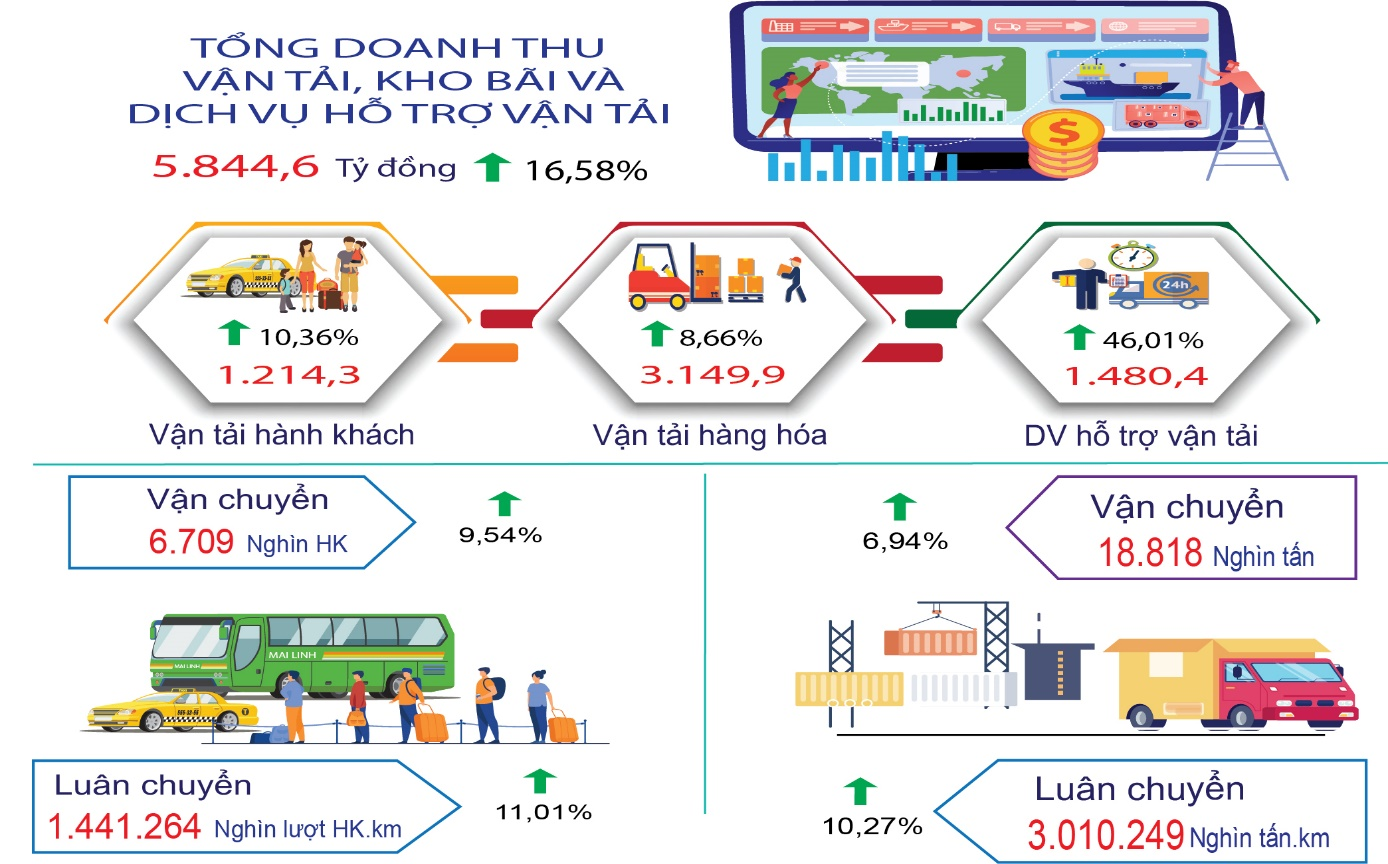 TỔNG DOANH THU
VẬN TẢI, KHO BÃI VÀ
DỊCH VỤ HỖ TRỢ VẬN TẢI
5.844,6 Tỷ đồng 16,58%
10,36%
1.214,3
Vận tải hành khách
8,66%
3.149,9
Vận tải hàng hóa
24h
46,01%
1.480,4
DV hỗ trợ vận tải
Vận chuyển
6.709 Nghìn HK
9,54%
6,94%
Vận chuyển
18.818 Nghìn tấn
MAI LINH
MAI LINH
Luân chuyển
1.441.264 Nghìn lượt HK.km
11,01%
10,27%
Luân chuyển
3.010.249 Nghìn tấn.km